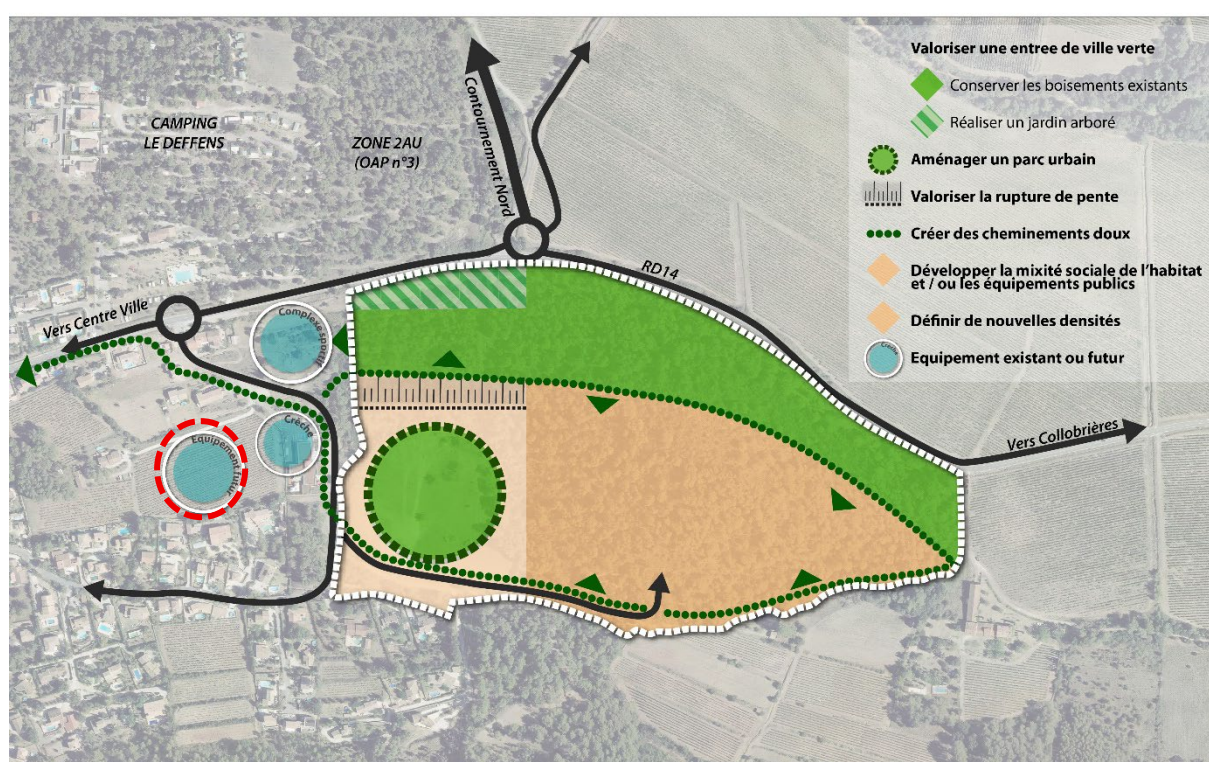 Valoriser une entree de ville verte
Conserver les boisements existants
Réaliser un jardin arboré
Aménager un parc urbain
Valoriser la rupture de pente
Créer des cheminements doux
Développer la mixité sociale de l'habitat
et / ou les équipements publics
Définir de nouvelles densités
Crèche
Equipement existant ou futur
CAMPING
LE DEFFENS
ZONE 2AU
(OAP n°3)
Contournement Nord
RD14
Vers Centre Ville
Complexe sportif
Crèche
Equipement futur
Vers Collobrières